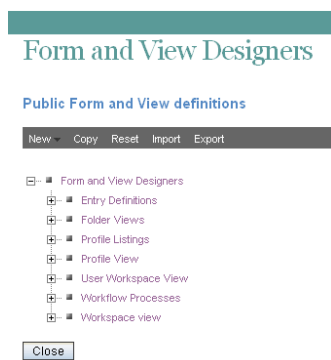 Form and View Designers
Public Form and View definitions
New Copy Reset Import Export
Form and View Designers
Entry Definitions
Folder Views
Profile Listings
Profile View
User Workspace View
Workflow Processes
Workspace view
Close